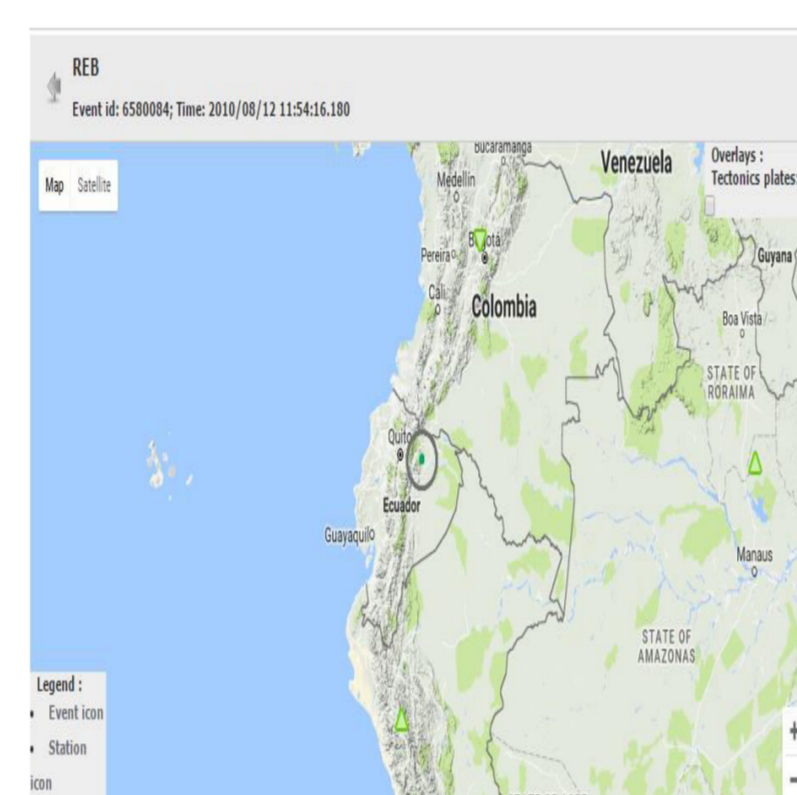 REB
Event id: 6580084; Time: 2010/08/12 11:54:16.180
Map Satellite
Overlays :
Tectonics plates:
Bucaramanga
Venezuela
Medellin
Guyana
Pereira
Cali
Colombia
Boa Vista
STATE OF
RORAIMA
Quito
Ecuador
Guayaquil
Manaus
STATE OF
AMAZONAS
Legend :
• Event icon
• Station
icon
+
−